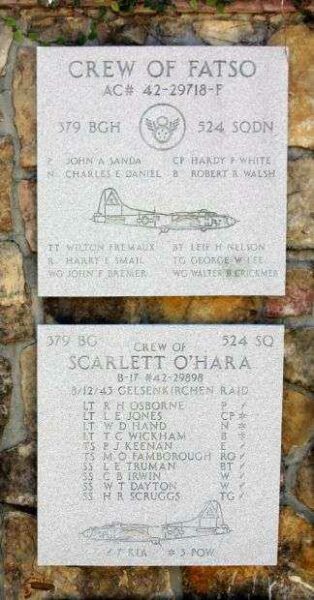 CREW OF FATSO
AC# 42-29718-F
379 BGH 524 SQDN
P JOHN A SANDA CP HARDY F WHITE
N CHARLES E DANIEL B ROBERT R WALSH
TT WILTON FREMAUX BT LEIF H NELSON
R HARRY E SMAIL TG GEORGE W LEE
WG JOHN F BREMER WG WALTER B CRICKMER
379 BG 524 SQ
CREW OF
SCARLETT O'HARA
B-17 #42-29898
8/12/43 GELSENKIRCHEN RAID
LT R H OSBORNE P ✓
LT L E JONES CP #
LT W D HAND N #
LT T C WICKHAM B #
TS P J KEENAN E ✓
TS M O FAMBOROUGH RO ✓
SS L E TRUMAN BT ✓
SS C B IRWIN W ✓
SS W T DAYTON W ✓
SS H R SCRUGGS TG ✓
✓ 7 KIA # 3 POW